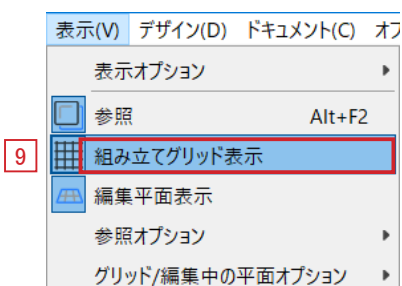 表示(V) デザイン(D) ドキュメント(C) オプ
表示オプション
参照 Alt+F2
9 組み立てグリッド表示
編集平面表示
参照オプション
グリッド/編集中の平面オプション